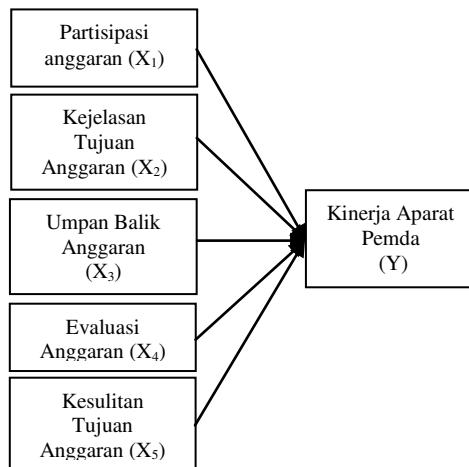 Partisipasi
anggaran (X₁)
Kejelasan
Tujuan
Anggaran (X₂)
Umpan Balik
Anggaran
(X₃)
Evaluasi
Anggaran (X₄)
Kesulitan
Tujuan
Anggaran (X₅)
Kinerja Aparat
Pemda
(Y)